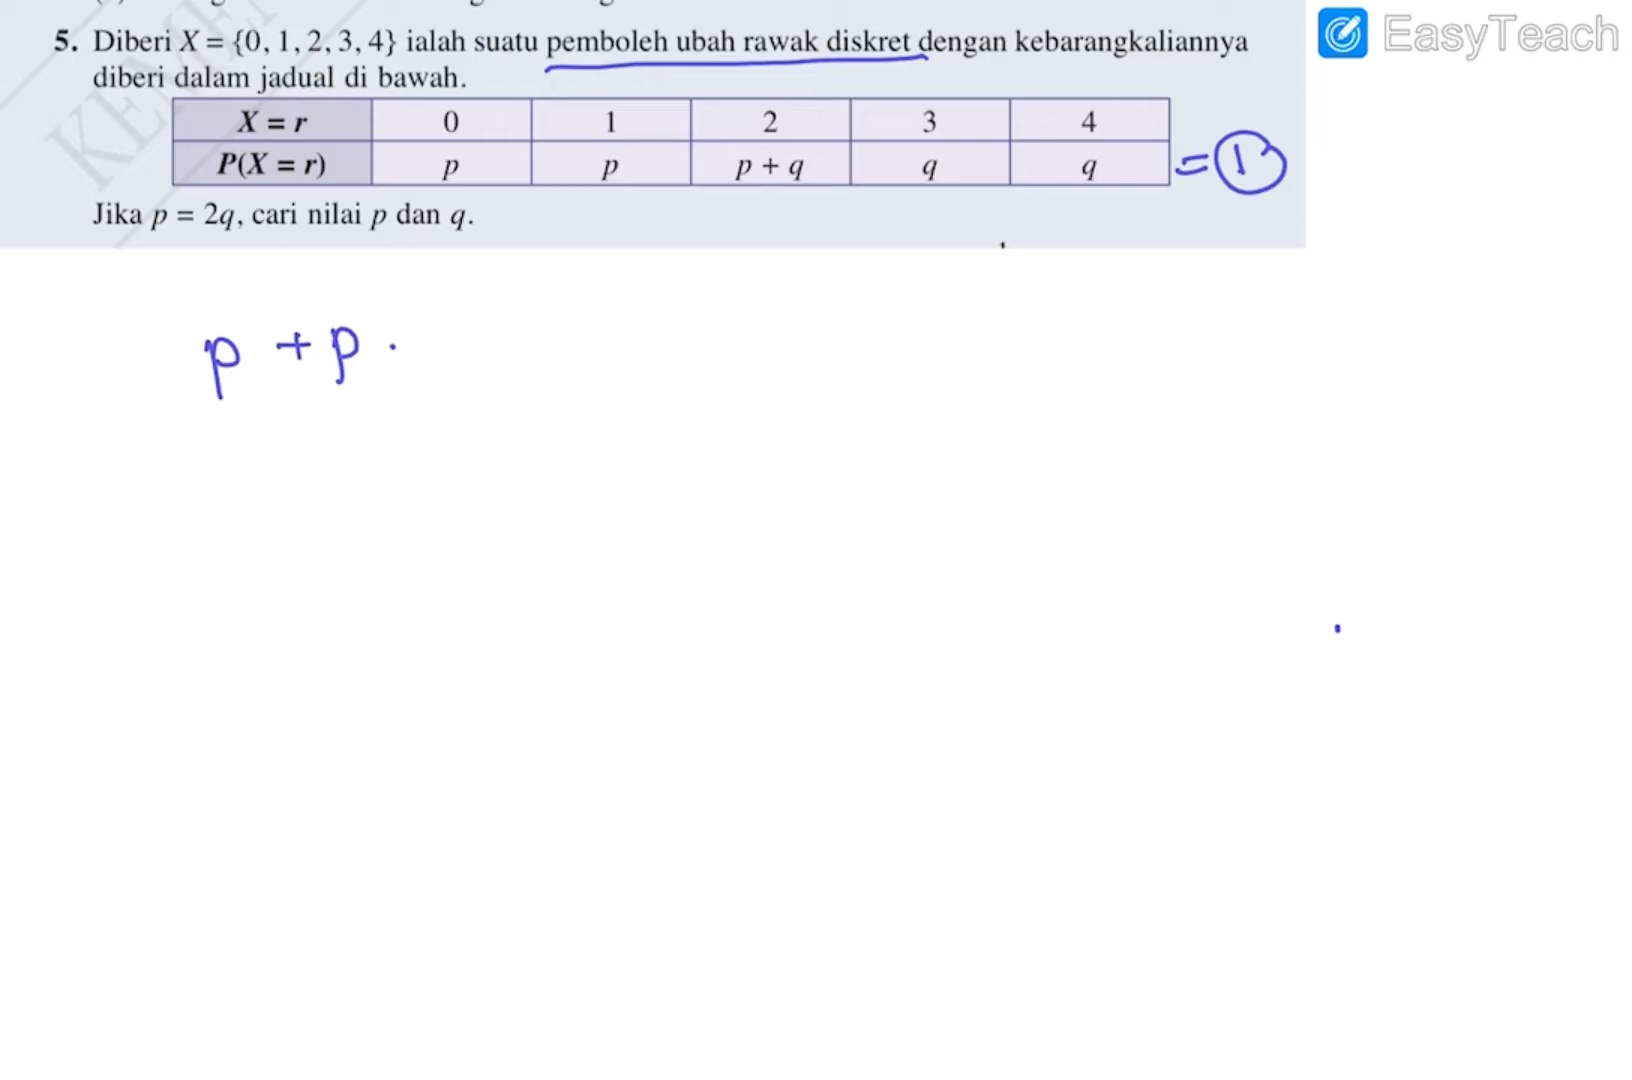 5. Diberi X = {0, 1, 2, 3, 4} ialah suatu pemboleh ubah rawak diskret dengan kebarangkaliannya
diberi dalam jadual di bawah.
X = r 0 1 2 3 4
P(X = r) p p p + q q q = 1
Jika p = 2q, cari nilai p dan q.
p + p
EasyTeach